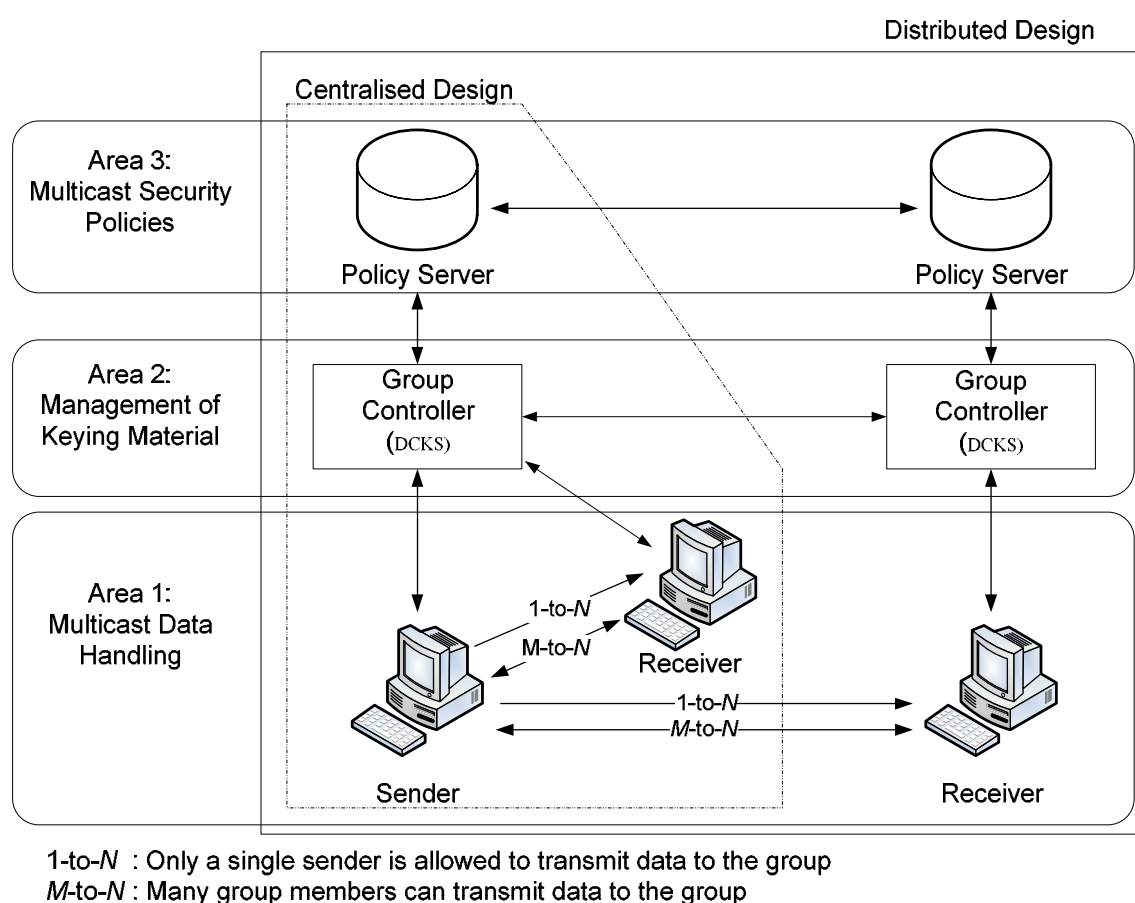 Distributed Design
Centralised Design
Area 3:
Multicast Security
Policies
Policy Server
Policy Server
Area 2:
Management of
Keying Material
Group
Controller
(DCKS)
Group
Controller
(DCKS)
Area 1:
Multicast Data
Handling
1-to-N
M-to-N
Receiver
1-to-N
M-to-N
Sender
Receiver
1-to-N : Only a single sender is allowed to transmit data to the group
M-to-N : Many group members can transmit data to the group